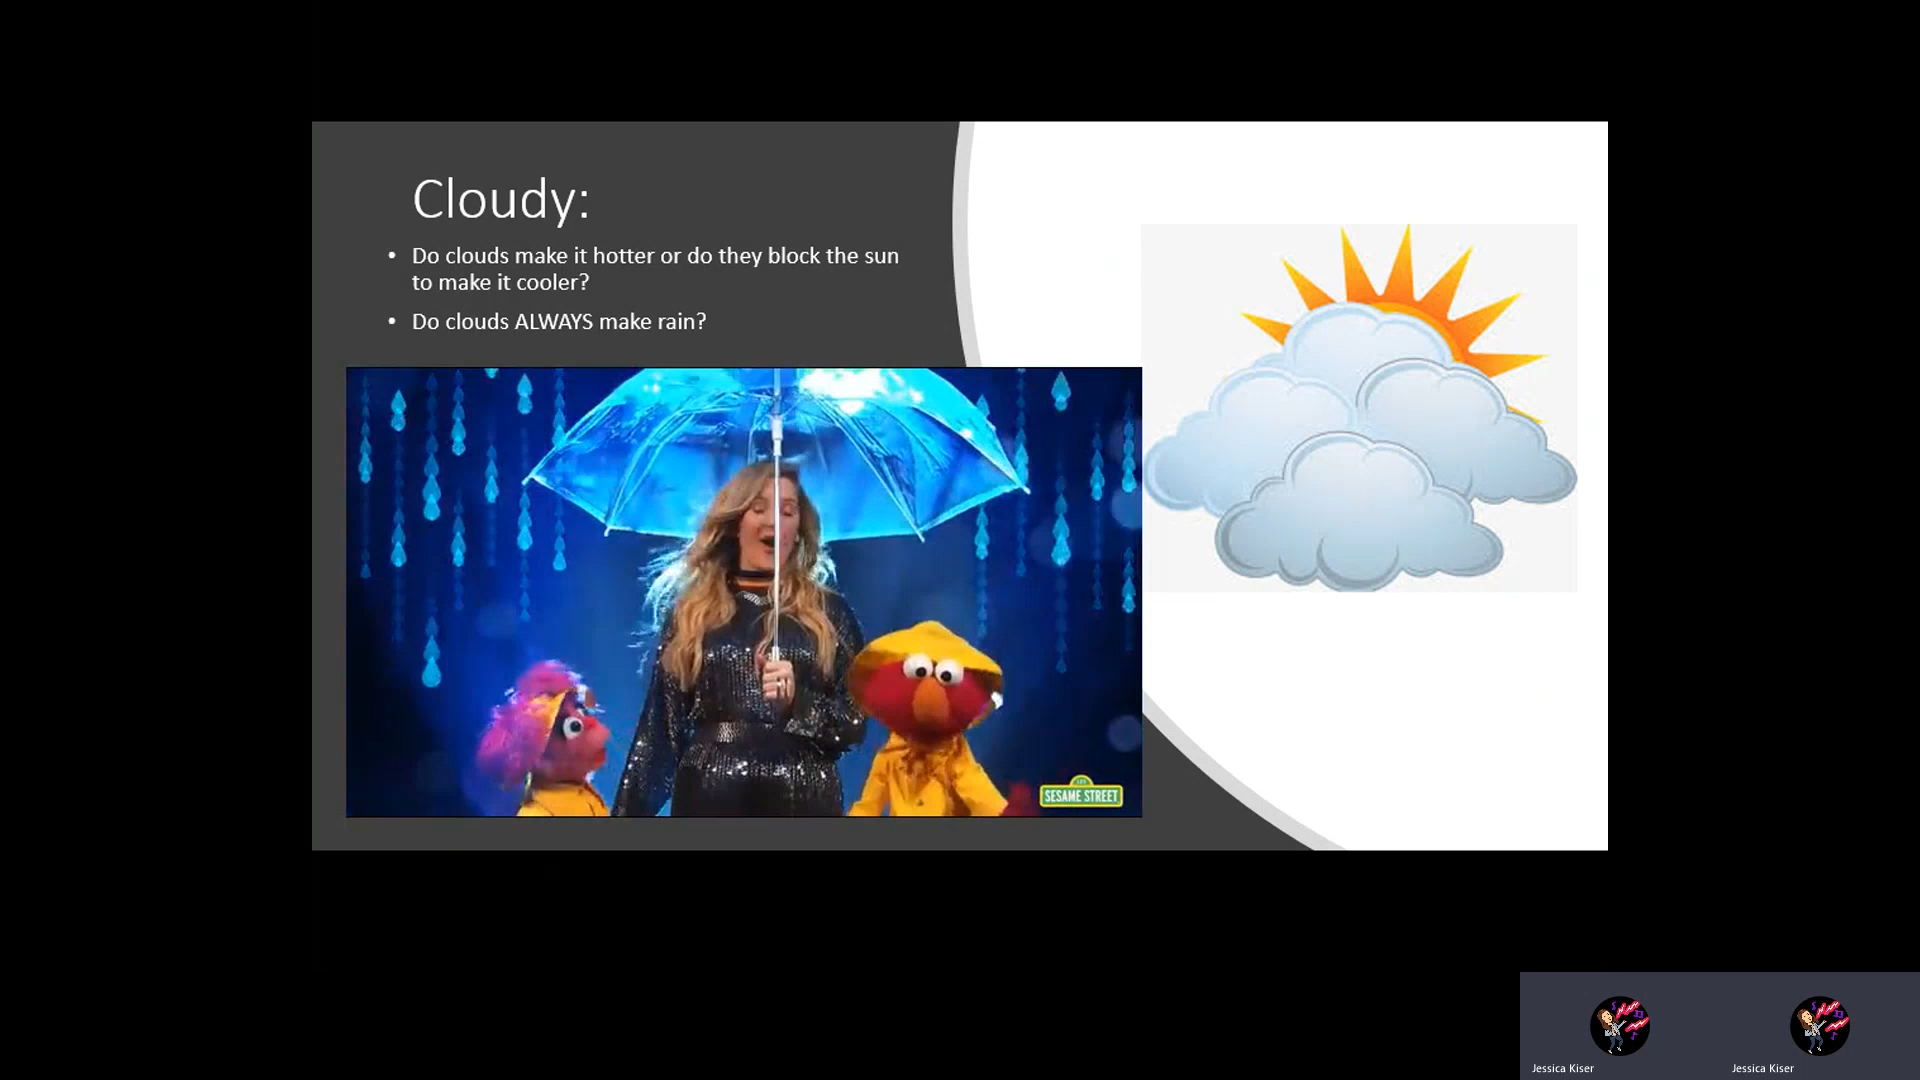 Cloudy:
• Do clouds make it hotter or do they block the sun
to make it cooler?
• Do clouds ALWAYS make rain?
SESAME STREET
Jessica Kiser
Jessica Kiser